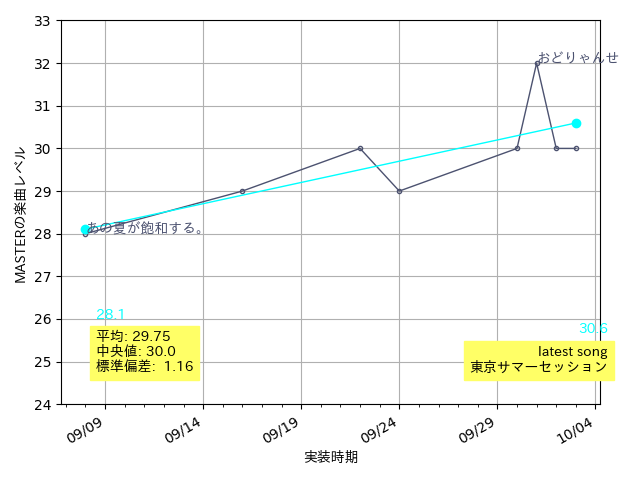 33
32
おどりゃんせ
31
30
29
28
あの夏が飽和する。
27
26
25
24
MASTERの楽曲レベル
28.1
平均: 29.75
中央値: 30.0
標準偏差: 1.16
30.6
latest song
東京サマーセッション
09/09
09/14
09/19
09/24
09/29
10/04
実装時期